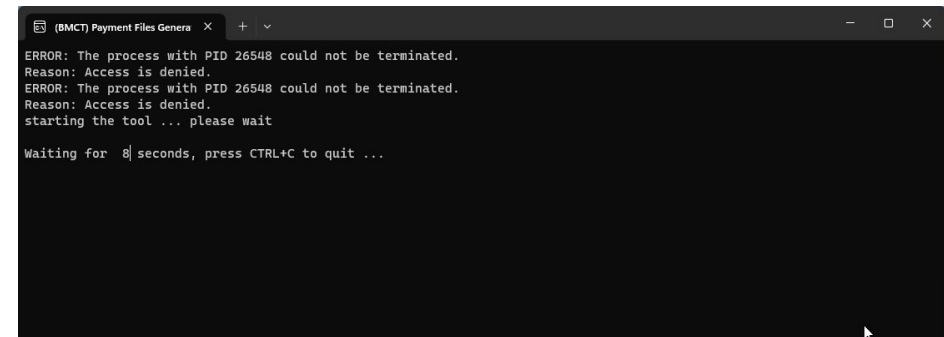 (BMCT) Payment Files Genera
ERROR: The process with PID 26548 could not be terminated.
Reason: Access is denied.
ERROR: The process with PID 26548 could not be terminated.
Reason: Access is denied.
starting the tool ... please wait
Waiting for  8 seconds, press CTRL+C to quit ...